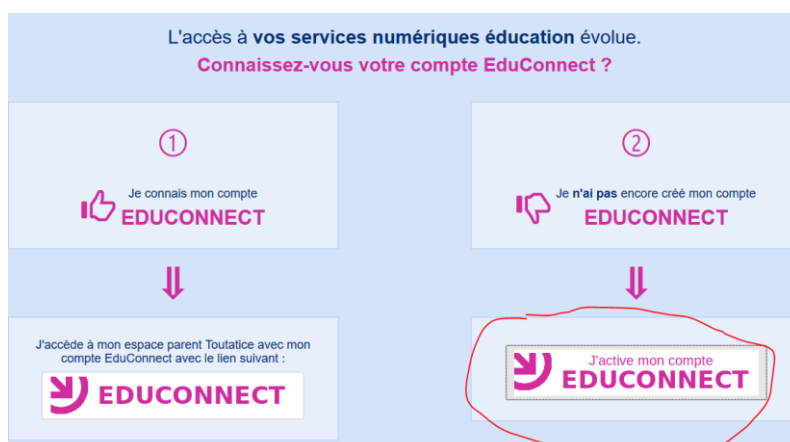 L'accès à vos services numériques éducation évolue.
Connaissez-vous votre compte EduConnect ?
1
Je connais mon compte
EDUCONNECT
2
Je n'ai pas encore créé mon compte
EDUCONNECT
J'accède à mon espace parent Toutatice avec mon
compte EduConnect avec le lien suivant :
EDUCONNECT
J'active mon compte
EDUCONNECT